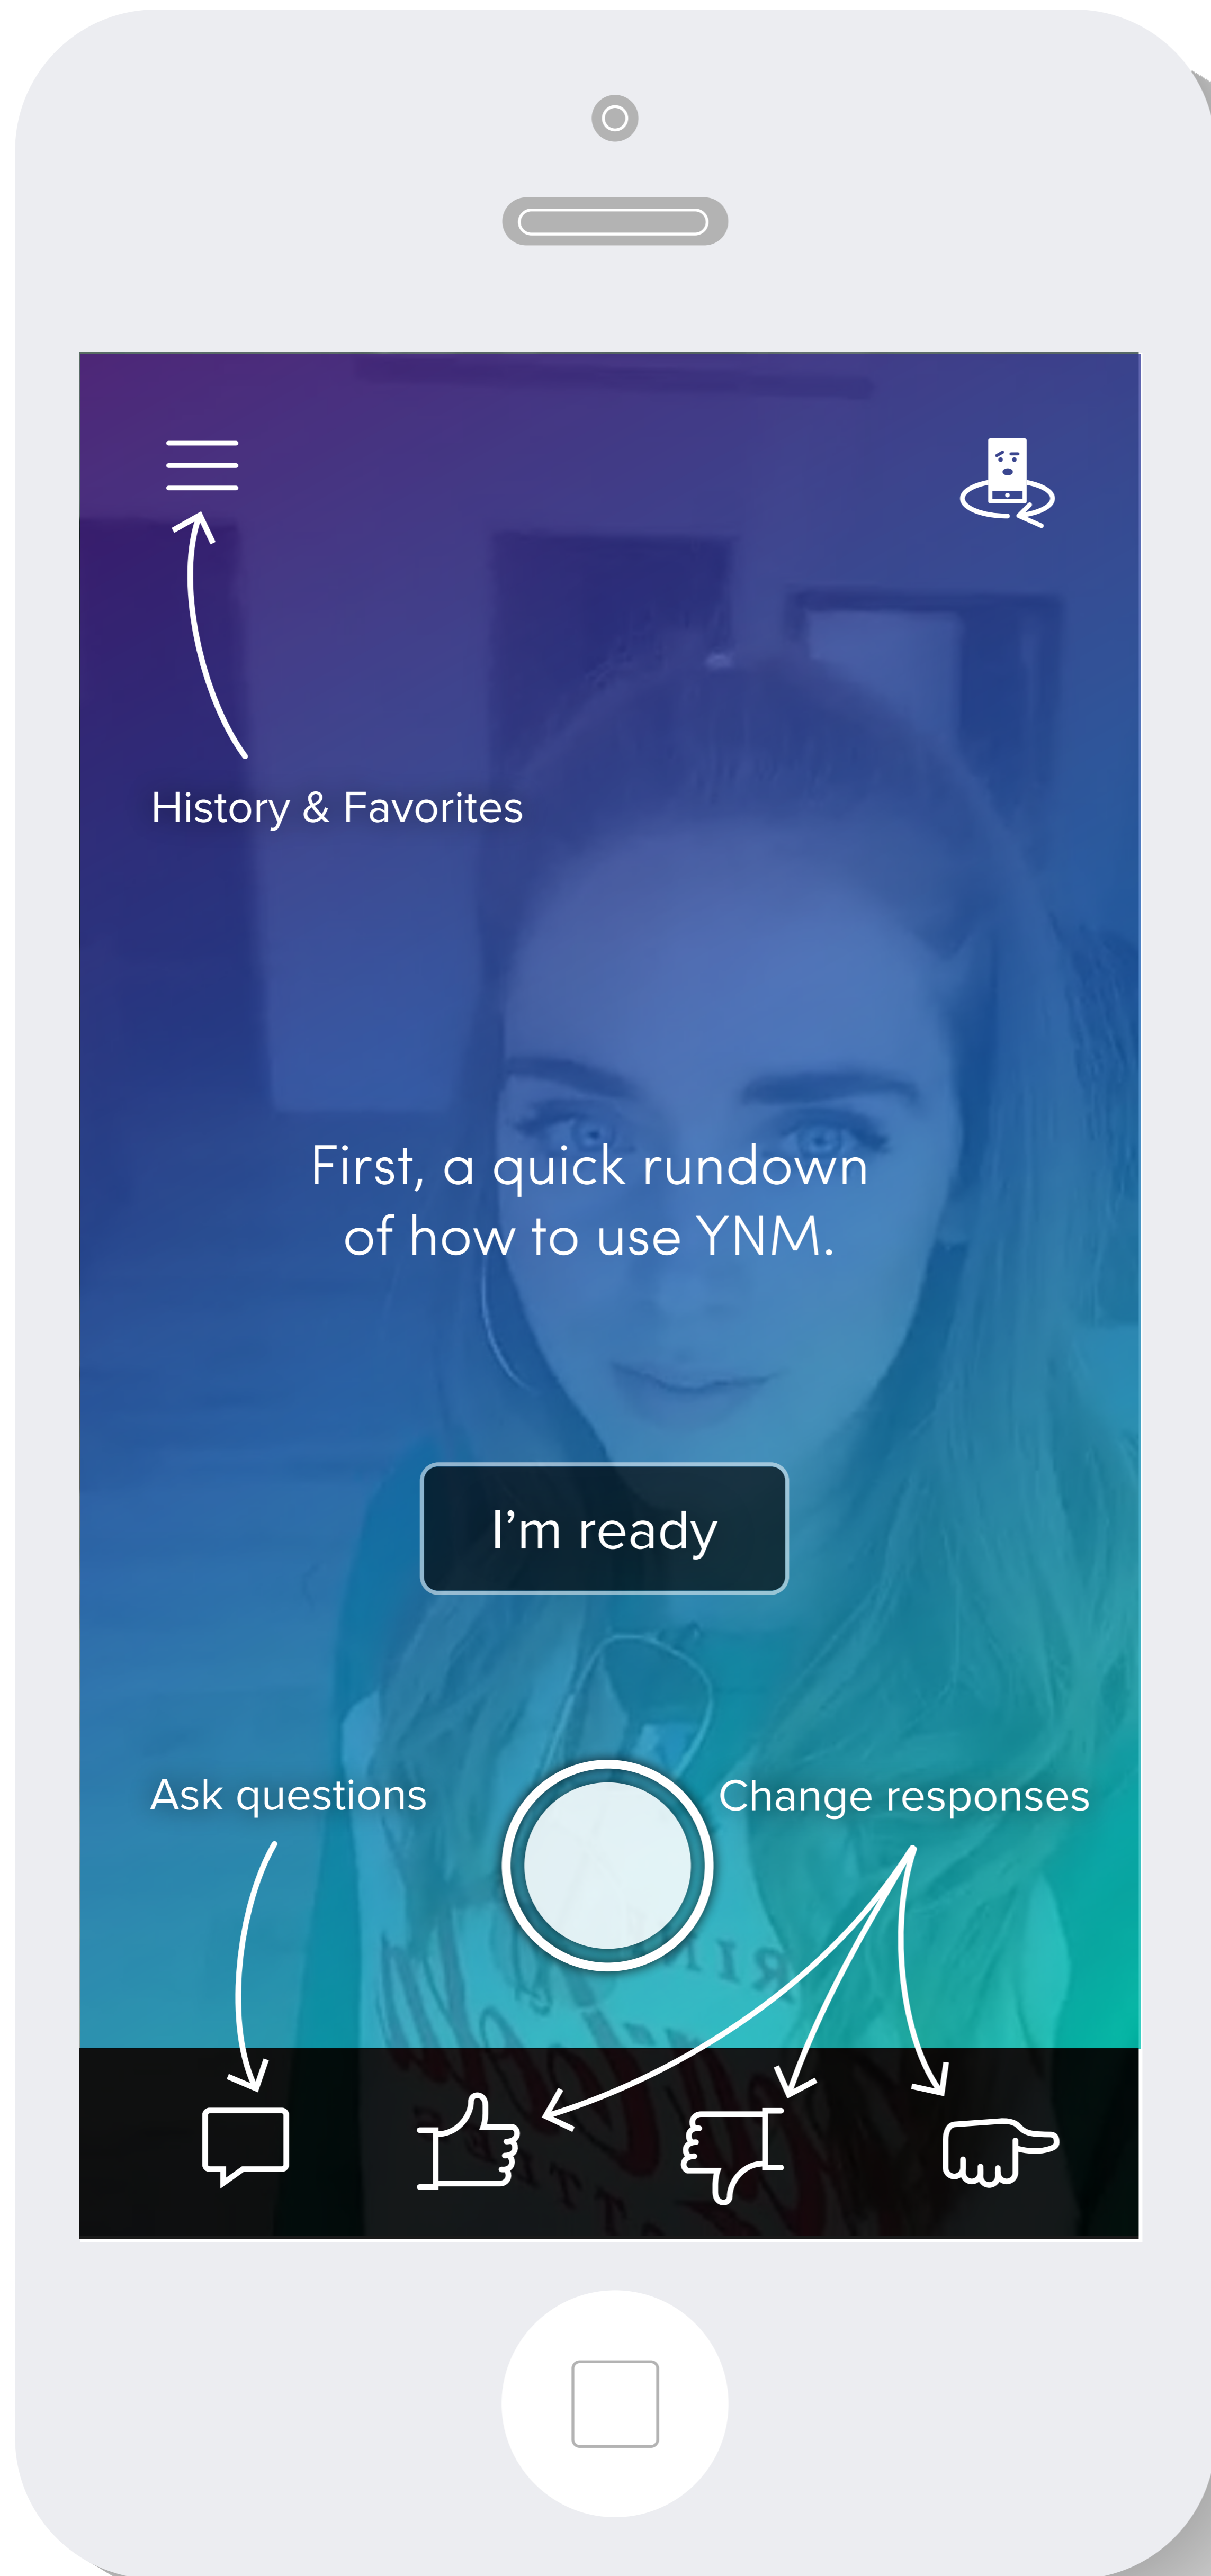 History & Favorites
First, a quick rundown
of how to use YNM.
I'm ready
Ask questions
Change responses